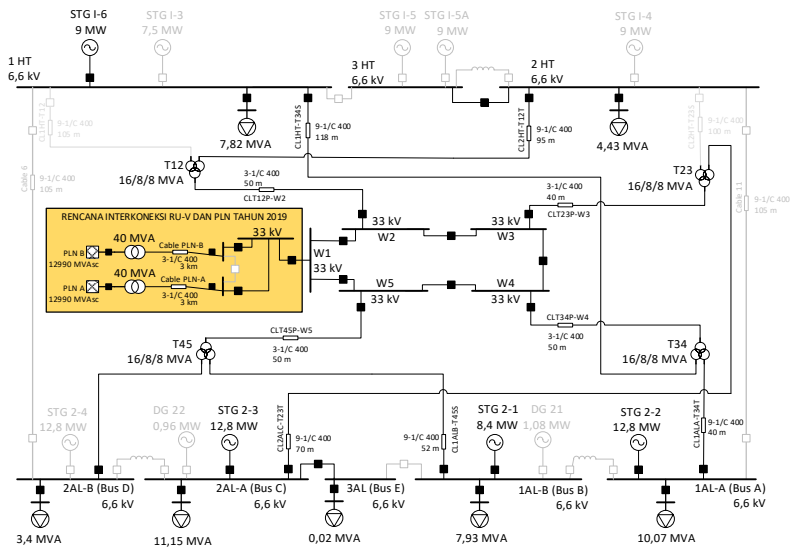 STG I-6
9 MW
STG I-3
7,5 MW
STG I-5
9 MW
STG I-5A
9 MW
STG I-4
9 MW
1 HT
6,6 kV
3 HT
6,6 kV
2 HT
6,6 kV
CL1HT-T12
9-1/C 400
105 m
7,82 MVA
CL1HT-T34S
9-1/C 400
118 m
CL2HT-T12T
9-1/C 400
95 m
4,43 MVA
CL2HT-T23S
9-1/C 400
100 m
Cable 6
9-1/C 400
105 m
T12
16/8/8 MVA
3-1/C 400
50 m
CLT12P-W2
3-1/C 400
40 m
CLT23P-W3
T23
16/8/8 MVA
Cable 11
9-1/C 400
105 m
RENCANA INTERKONEKSI RU-V DAN PLN TAHUN 2019
33 kV
40 MVA
Cable PLN-B
PLN B
12990 MVAsc
3-1/C 400
3 km
40 MVA
Cable PLN-A
PLN A
12990 MVAsc
3-1/C 400
3 km
W1
33 kV
W2
33 kV
W3
33 kV
W5
33 kV
W4
33 kV
CLT45P-W5
3-1/C 400
50 m
CLT34P-W4
3-1/C 400
50 m
T45
16/8/8 MVA
T34
16/8/8 MVA
STG 2-4
12,8 MW
DG 22
0,96 MW
STG 2-3
12,8 MW
CL2ALC-T23T
9-1/C 400
70 m
CL1ALB-T45S
9-1/C 400
52 m
STG 2-1
8,4 MW
DG 21
1,08 MW
STG 2-2
12,8 MW
CL1ALA-T34T
9-1/C 400
40 m
2AL-B (Bus D)
6,6 kV
2AL-A (Bus C)
6,6 kV
3AL (Bus E)
6,6 kV
1AL-B (Bus B)
6,6 kV
1AL-A (Bus A)
6,6 kV
3,4 MVA
11,15 MVA
0,02 MVA
7,93 MVA
10,07 MVA